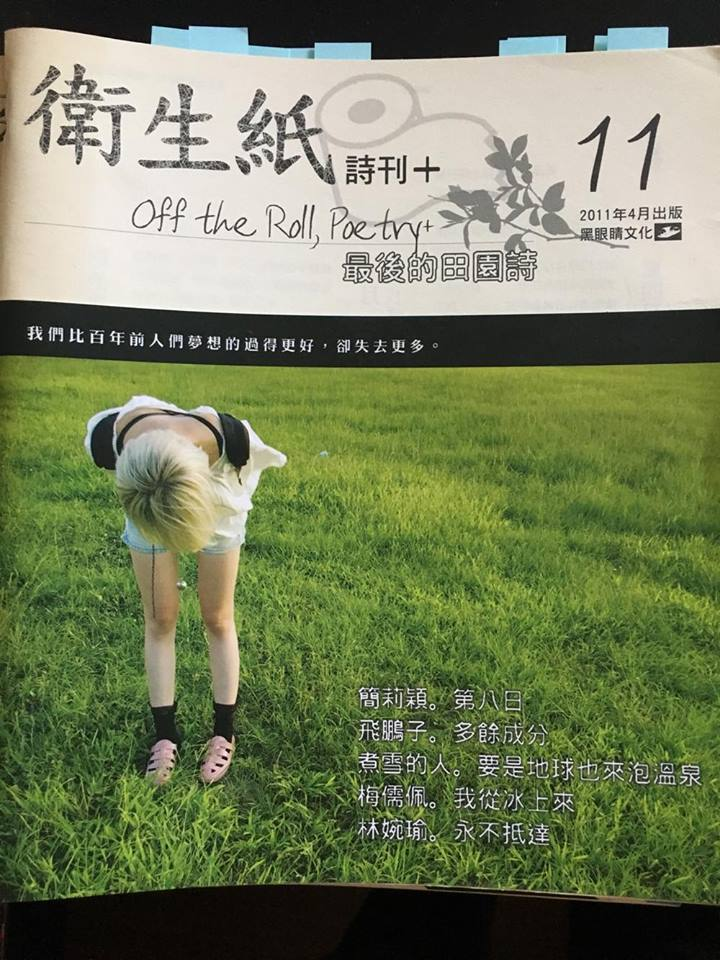 衛生紙 詩刊＋ 11
Off the Roll, Poetry+
2011年4月出版
黑眼睛文化
最後的田園詩
我們比百年前人們夢想的過得更好，卻失去更多。
簡莉穎。第八日
飛鵬子。多餘成分
煮雪的人。要是地球也來泡溫泉
梅儒佩。我從冰上來
林婉瑜。永不抵達